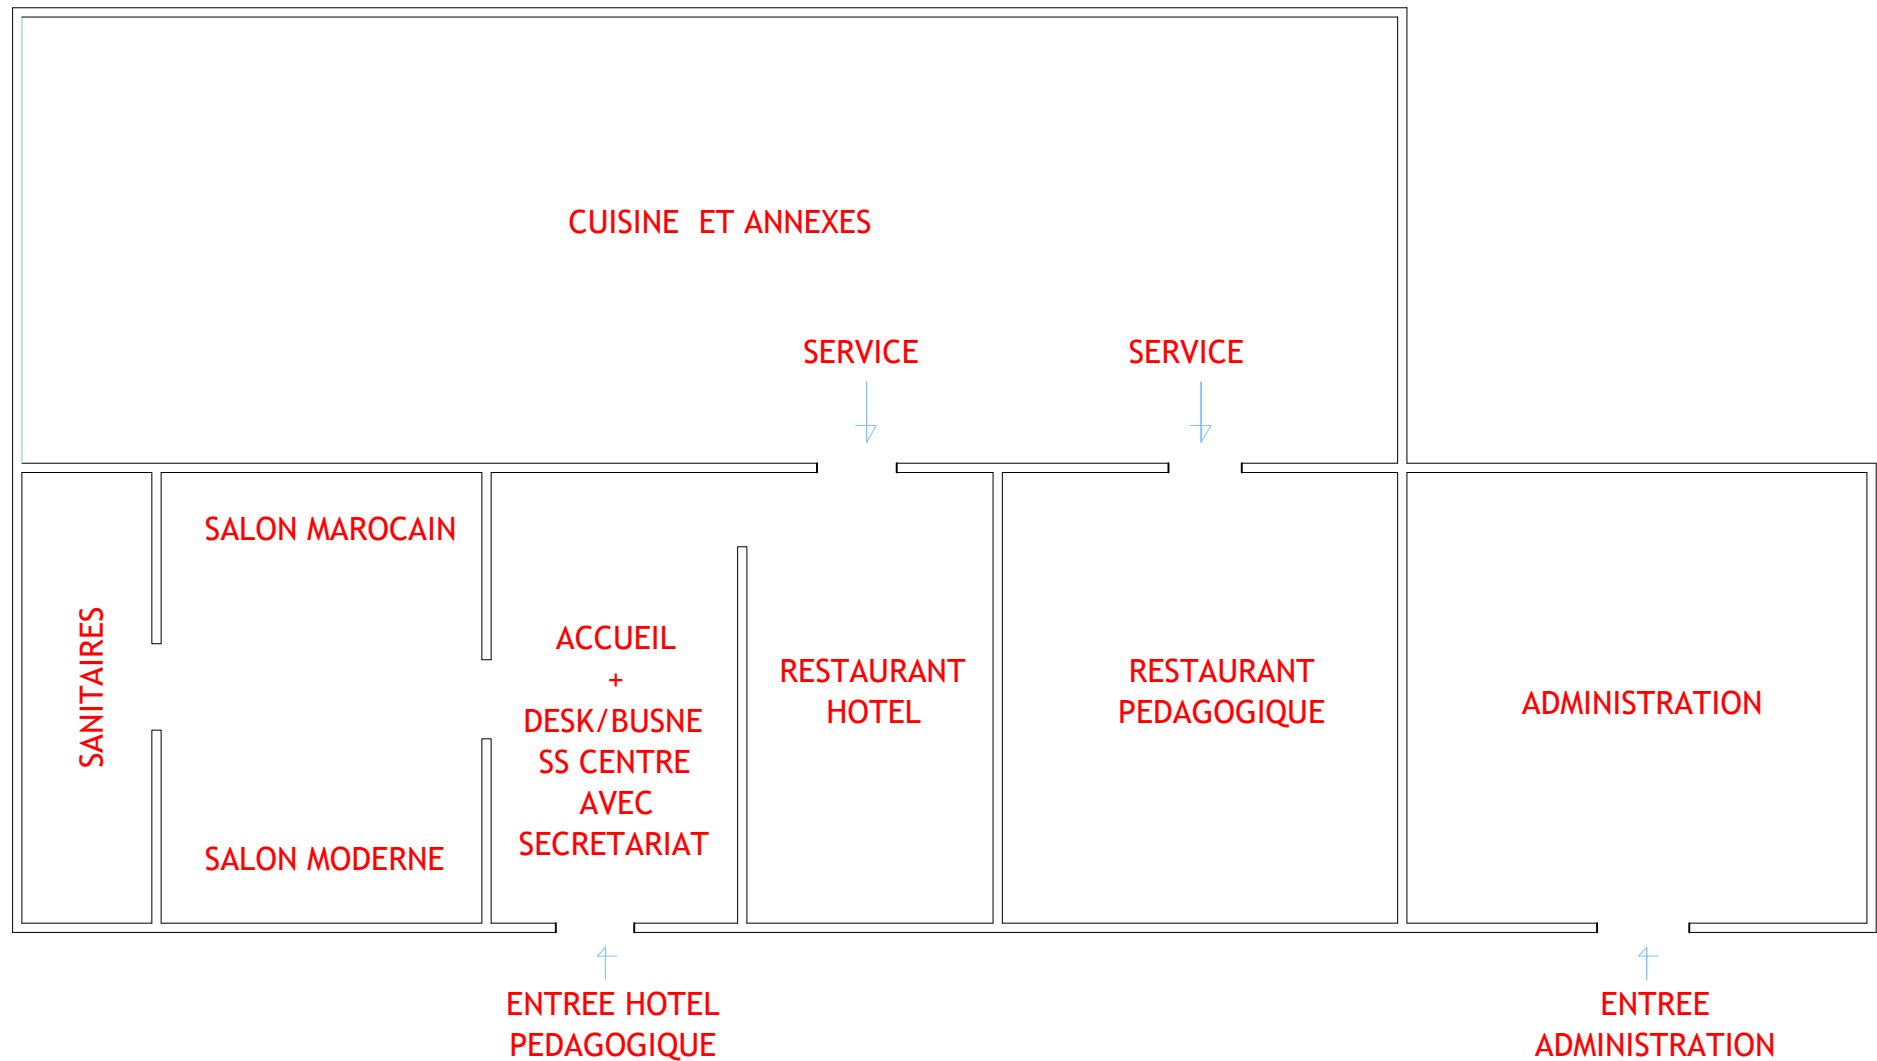 CUISINE ET ANNEXES
SERVICE
SERVICE
SALON MAROCAIN
SANITAIRES
SALON MODERNE
ACCUEIL
+
DESK/BUSNE
SS CENTRE
AVEC
SECRETARIAT
RESTAURANT
HOTEL
RESTAURANT
PEDAGOGIQUE
ADMINISTRATION
ENTREE HOTEL
PEDAGOGIQUE
ENTREE
ADMINISTRATION